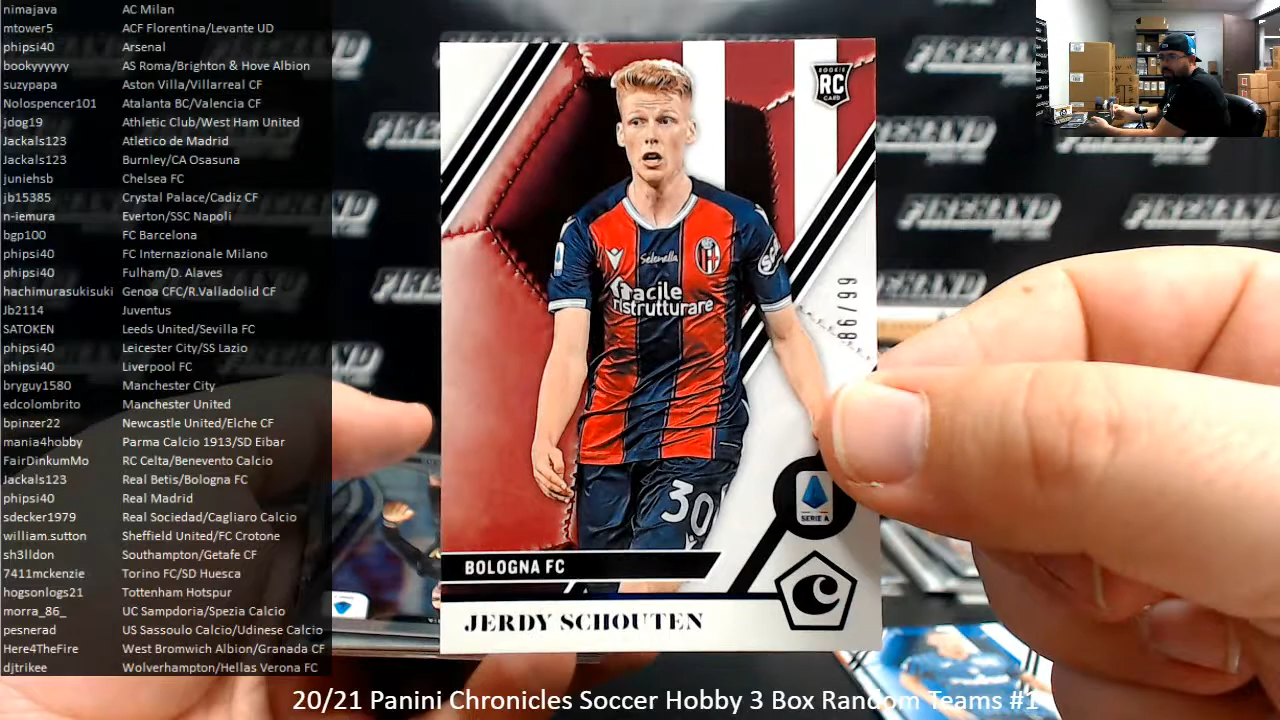 nimajava AC Milan
mtower5 ACF Florentina/Levante UD
phipsi40 Arsenal
bookyyyyyy AS Roma/Brighton & Hove Albion
suzypapa Aston Villa/Villarreal CF
Nolospencer101 Atalanta BC/Valencia CF
jdog19 Athletic Club/West Ham United
Jackals123 Atletico de Madrid
Jackals123 Burnley/CA Osasuna
juniehsb Chelsea FC
jb15385 Crystal Palace/Cadiz CF
n-iemura Everton/SSC Napoli
bgp100 FC Barcelona
phipsi40 FC Internazionale Milano
phipsi40 Fulham/D. Alaves
hachimurasukisuki Genoa CFC/R.Valladolid CF
Jb2114 Juventus
SATOKEN Leeds United/Sevilla FC
phipsi40 Leicester City/SS Lazio
phipsi40 Liverpool FC
bryguy1580 Manchester City
edcolombrito Manchester United
bpinzer22 Newcastle United/Elche CF
mania4hobby Parma Calcio 1913/SD Eibar
FairDinkumMo RC Celta/Benevento Calcio
Jackals123 Real Betis/Bologna FC
phipsi40 Real Madrid
sdecker1979 Real Sociedad/Cagliaro Calcio
william.sutton Sheffield United/FC Crotone
sh3lldon Southampton/Getafe CF
7411mckenzie Torino FC/SD Huesca
hogsonlogs21 Tottenham Hotspur
morra_86_ UC Sampdoria/Spezia Calcio
pesnerad US Sassoulo Calcio/Udinese Calcio
Here4TheFire West Bromwich Albion/Granada CF
djtrikee Wolverhampton/Hellas Verona FC
ROOKIE
RC
CARD
Selenella
facile
ristrutturare
30
88/99
SERIE A
BOLOGNA FC
C
JERDY SCHOUTEN
FIREHAND
20/21 Panini Chronicles Soccer Hobby 3 Box Random Teams #1